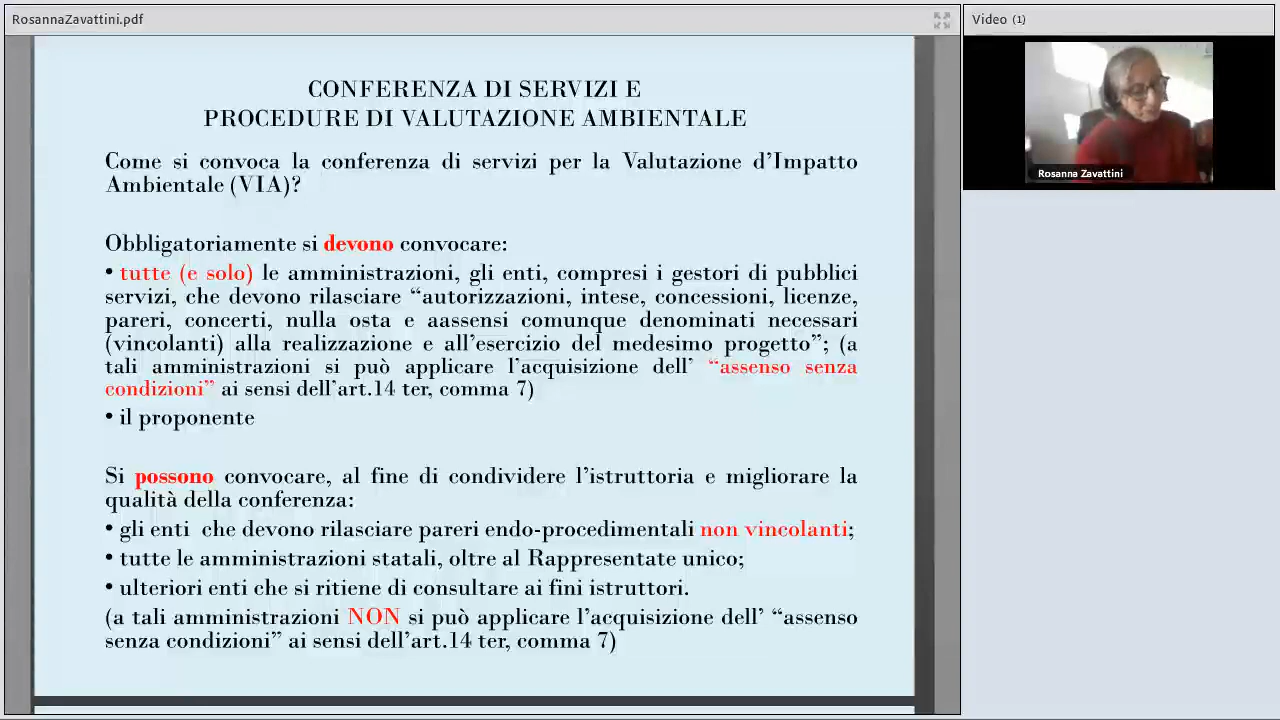 RosannaZavattini.pdf
Video (1)
Rosanna Zavattini
CONFERENZA DI SERVIZI E
PROCEDURE DI VALUTAZIONE AMBIENTALE
Come si convoca la conferenza di servizi per la Valutazione d’Impatto
Ambientale (VIA)?
Obbligatoriamente si devono convocare:
• tutte (e solo) le amministrazioni, gli enti, compresi i gestori di pubblici
servizi, che devono rilasciare “autorizzazioni, intese, concessioni, licenze,
pareri, concerti, nulla osta e aassensi comunque denominati necessari
(vincolanti) alla realizzazione e all’esercizio del medesimo progetto”; (a
tali amministrazioni si può applicare l’acquisizione dell’ “assenso senza
condizioni” ai sensi dell’art.14 ter, comma 7)
• il proponente
Si possono convocare, al fine di condividere l’istruttoria e migliorare la
qualità della conferenza:
• gli enti che devono rilasciare pareri endo-procedimentali non vincolanti;
• tutte le amministrazioni statali, oltre al Rappresentate unico;
• ulteriori enti che si ritiene di consultare ai fini istruttori.
(a tali amministrazioni NON si può applicare l’acquisizione dell’ “assenso
senza condizioni” ai sensi dell’art.14 ter, comma 7)